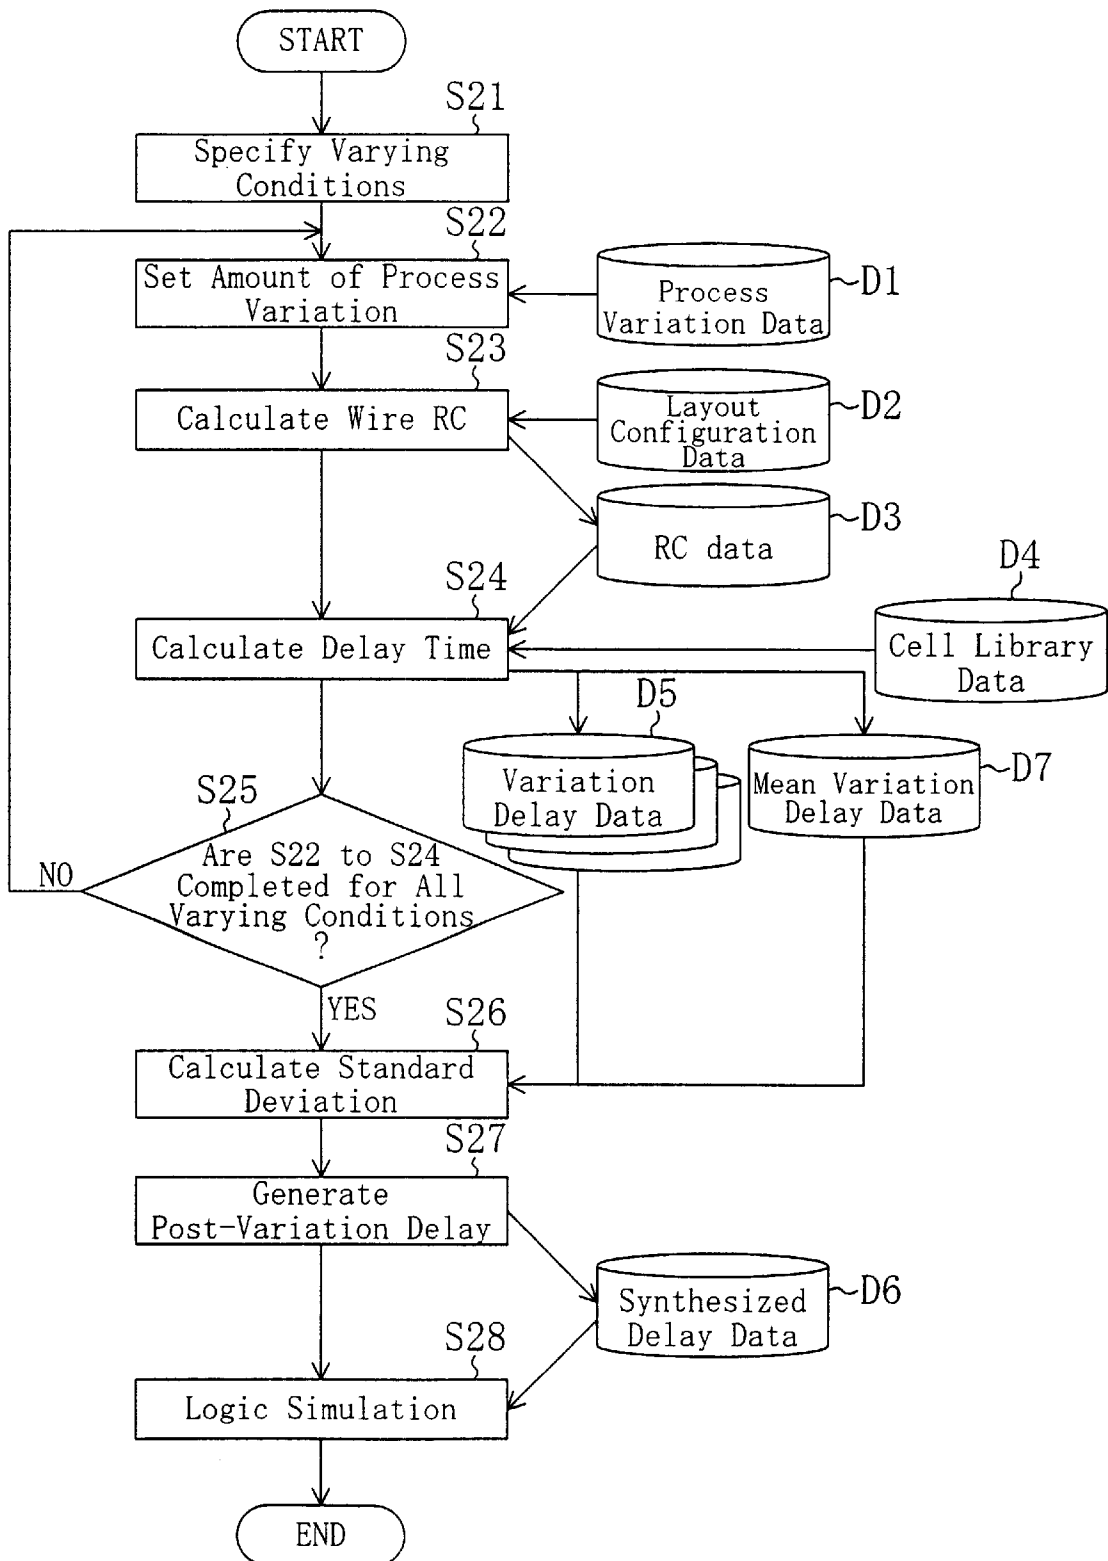 START
S21
Specify Varying
Conditions
S22
Set Amount of Process
Variation
Process
Variation Data
D1
S23
Calculate Wire RC
Layout
Configuration
Data
D2
RC data
D3
S24
Calculate Delay Time
D4
Cell Library
Data
D5
Variation
Delay Data
Mean Variation
Delay Data
D7
S25
Are S22 to S24
Completed for All
Varying Conditions
?
NO
YES
S26
Calculate Standard
Deviation
S27
Generate
Post-Variation Delay
Synthesized
Delay Data
D6
S28
Logic Simulation
END